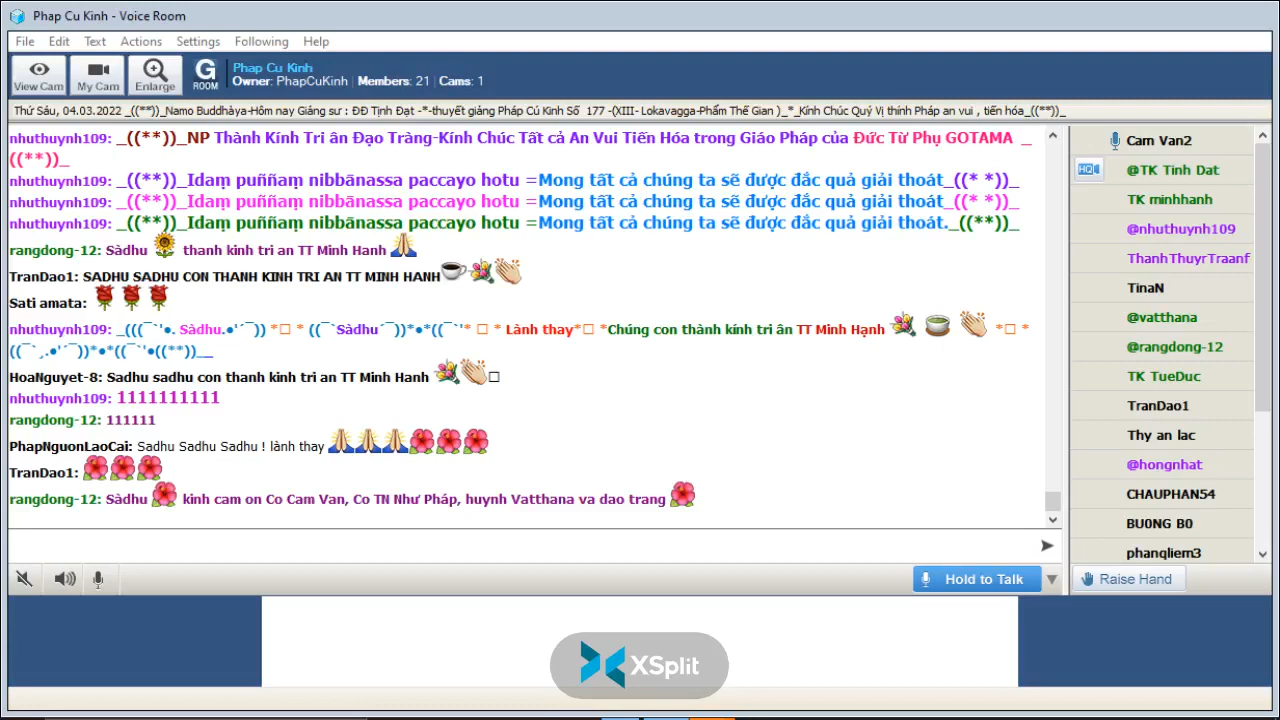 Phap Cu Kinh - Voice Room
File Edit Text Actions Settings Following Help
View Cam My Cam Enlarge G ROOM Phap Cu Kinh
Owner: PhapCuKinh | Members: 21 | Cams: 1
Thứ Sáu, 04.03.2022 _((**))_Namo Buddhàya-Hôm nay Giảng sư : ĐĐ Tịnh Đạt -*-thuyết giảng Pháp Cú Kinh Số 177 -(XIII- Lokavagga-Phẩm Thế Gian )_*_Kính Chúc Quý Vị thính Pháp an vui , tiến hóa_((**))_
nhuthuynh109: _((**))_NP Thành Kính Tri ân Đạo Tràng-Kính Chúc Tất cả An Vui Tiến Hóa trong Giáo Pháp của Đức Từ Phụ GOTAMA _
((**))_
nhuthuynh109: _((**))_Idaṃ puññaṃ nibbānassa paccayo hotu =Mong tất cả chúng ta sẽ được đắc quả giải thoát_((* *))_
nhuthuynh109: _((**))_Idaṃ puññaṃ nibbānassa paccayo hotu =Mong tất cả chúng ta sẽ được đắc quả giải thoát_((* *))_
nhuthuynh109: _((**))_Idaṃ puññaṃ nibbānassa paccayo hotu =Mong tất cả chúng ta sẽ được đắc quả giải thoát._((**))_
rangdong-12: Sàdhu thanh kinh tri an TT Minh Hanh
TranDao1: SADHU SADHU CON THANH KINH TRI AN TT MINH HANH
Sati amata:
nhuthuynh109: _(((¯`'•. Sàdhu.•'´¯)) *□ * ((¯`Sàdhu´¯))*•*((¯`'* □ * Lành thay*□ *Chúng con thành kính tri ân TT Minh Hạnh *□ *
((¯`¸.•'´¯))*•*((¯`'•((**))__
HoaNguyet-8: Sadhu sadhu con thanh kinh tri an TT Minh Hanh □
nhuthuynh109: 1111111111
rangdong-12: 111111
PhapNguonLaoCai: Sadhu Sadhu Sadhu ! lành thay
TranDao1:
rangdong-12: Sàdhu kinh cam on Co Cam Van, Co TN Như Pháp, huynh Vatthana va dao trang
Cam Van2
HQ @TK Tinh Dat
TK minhhanh
@nhuthuynh109
ThanhThuyrTraanf
TinaN
@vatthana
@rangdong-12
TK TueDuc
TranDao1
Thy an lac
@hongnhat
CHAUPHAN54
BU0NG B0
phanqliem3
Hold to Talk
Raise Hand
XSplit